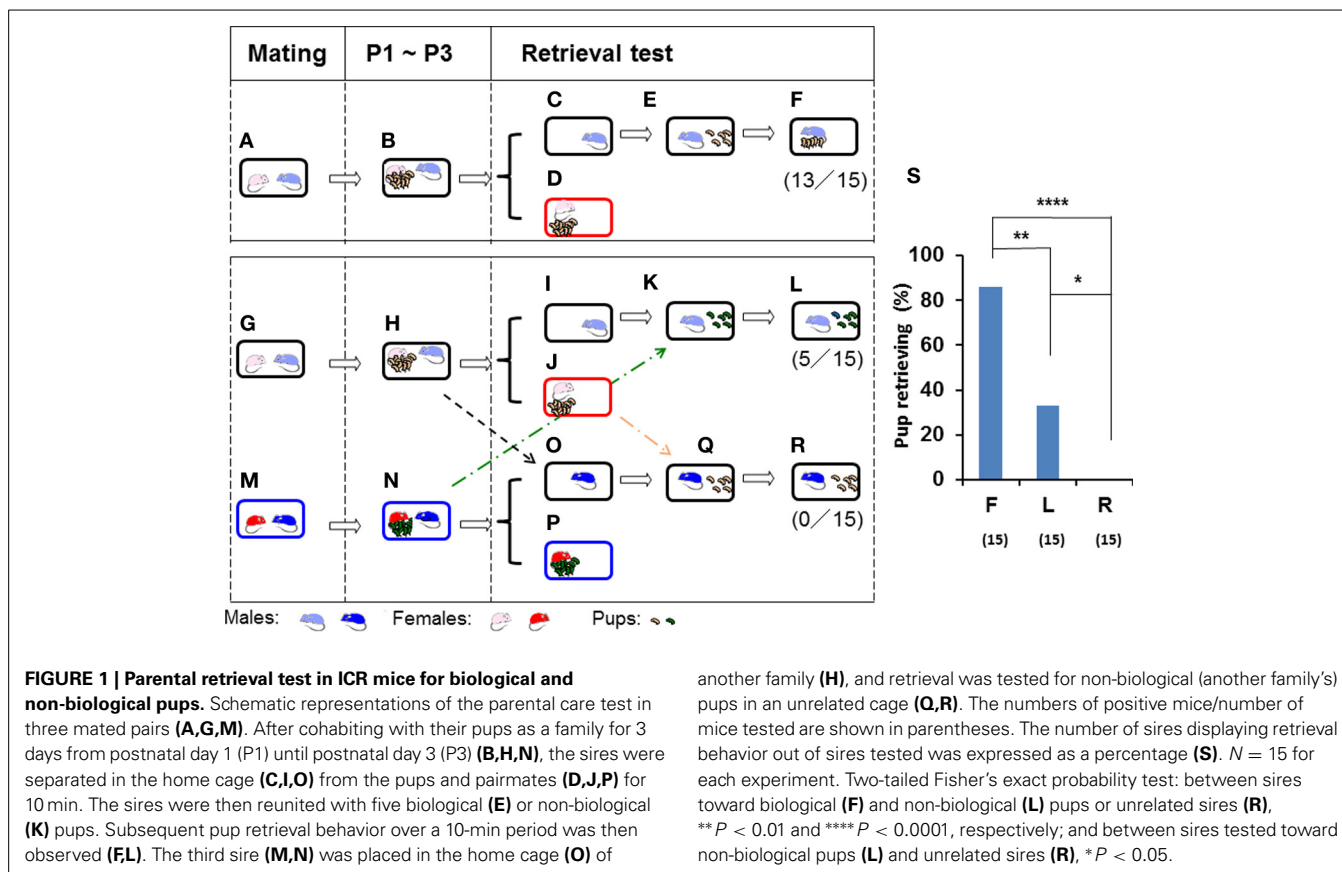 Mating P1 ~ P3 Retrieval test
C E F
A B
(13／15)
D
I K L
G H
(5／15)
J
O Q R
M N
(0／15)
P
Males: Females: Pups:
S
****
**
*
Pup retrieving (%)
100
80
60
40
20
0
F L R
(15) (15) (15)
FIGURE 1 | Parental retrieval test in ICR mice for biological and
non-biological pups. Schematic representations of the parental care test in
three mated pairs (A,G,M). After cohabiting with their pups as a family for 3
days from postnatal day 1 (P1) until postnatal day 3 (P3) (B,H,N), the sires were
separated in the home cage (C,I,O) from the pups and pairmates (D,J,P) for
10 min. The sires were then reunited with five biological (E) or non-biological
(K) pups. Subsequent pup retrieval behavior over a 10-min period was then
observed (F,L). The third sire (M,N) was placed in the home cage (O) of
another family (H), and retrieval was tested for non-biological (another family's)
pups in an unrelated cage (Q,R). The numbers of positive mice/number of
mice tested are shown in parentheses. The number of sires displaying retrieval
behavior out of sires tested was expressed as a percentage (S). N = 15 for
each experiment. Two-tailed Fisher's exact probability test: between sires
toward biological (F) and non-biological (L) pups or unrelated sires (R),
**P < 0.01 and ****P < 0.0001, respectively; and between sires tested toward
non-biological pups (L) and unrelated sires (R), *P < 0.05.